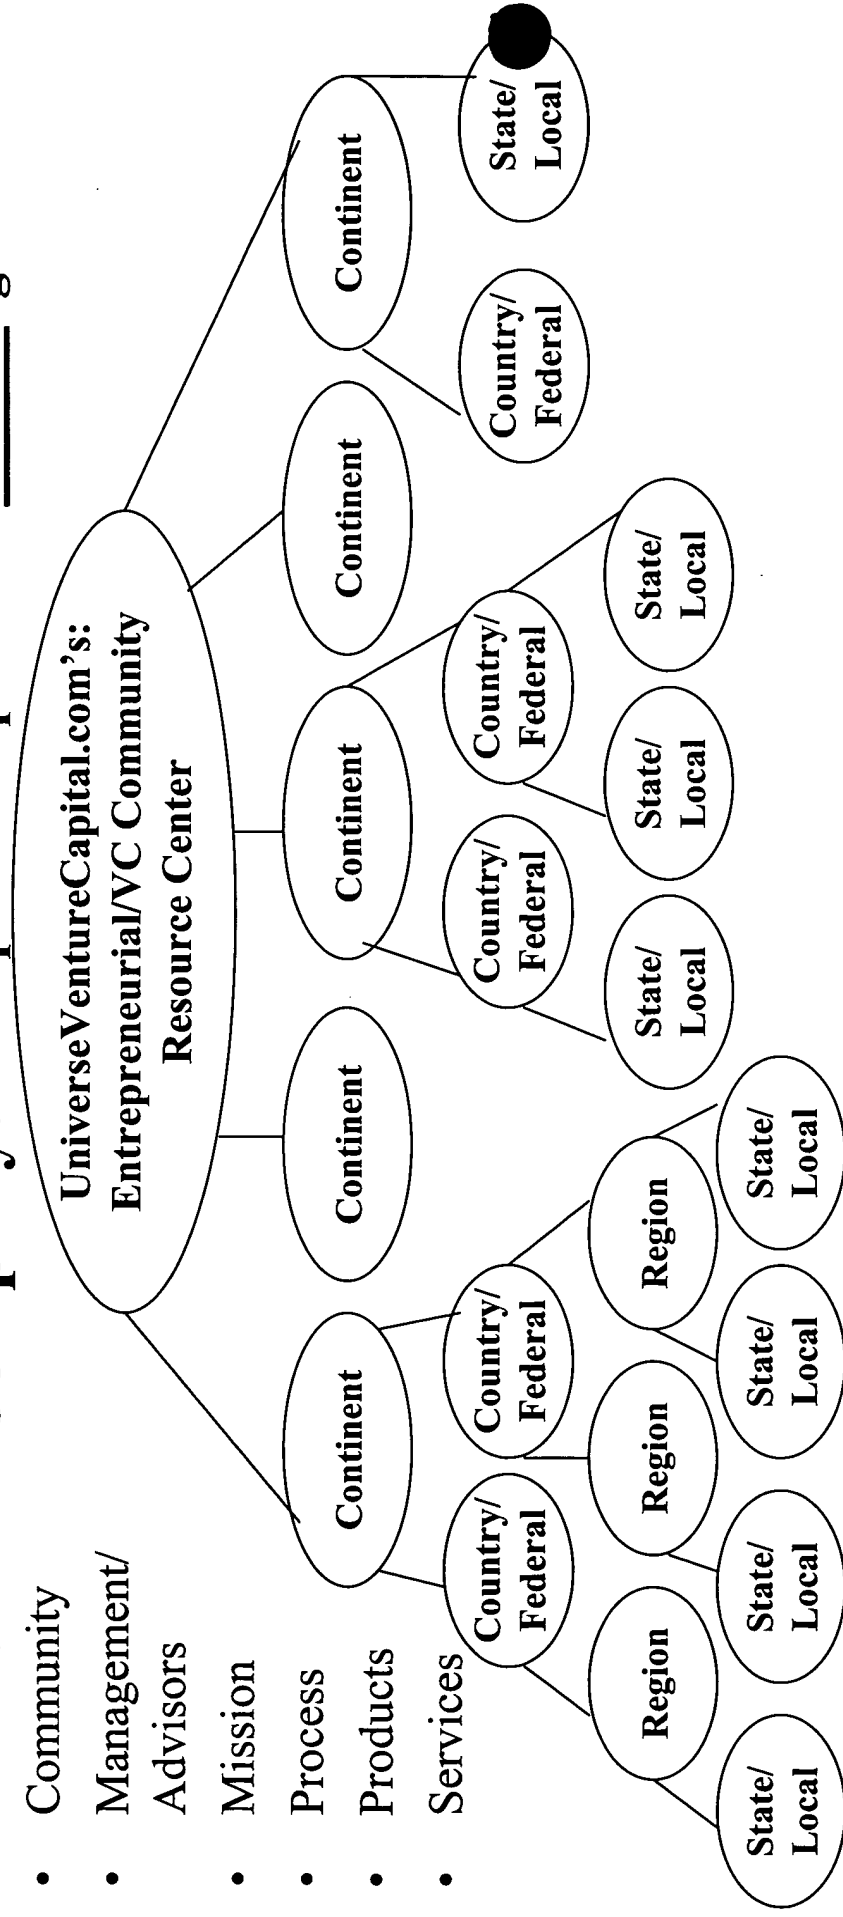 • Community
• Management/
Advisors
• Mission
• Process
• Products
• Services
UniverseVentureCapital.com's:
Entrepreneurial/VC Community
Resource Center
Continent
Continent
Continent
Continent
Continent
Country/
Federal
Country/
Federal
Country/
Federal
Country/
Federal
Country/
Federal
State/
Local
Region
Region
Region
State/
Local
State/
Local
State/
Local
State/
Local
State/
Local
State/
Local
State/
Local